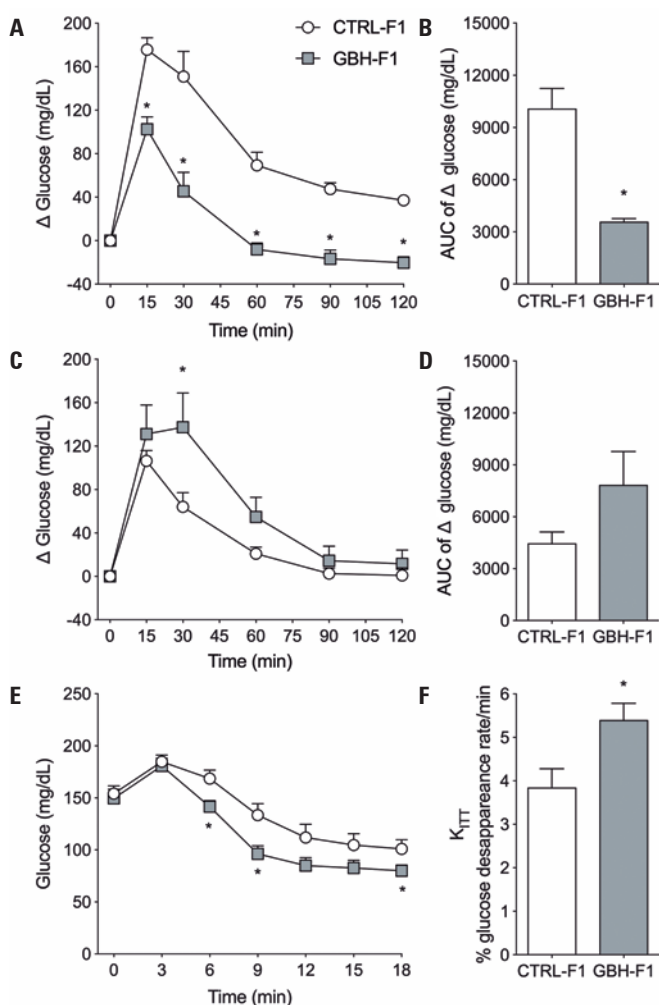 A
Δ Glucose (mg/dL)
200
160
120
80
40
0
-40
CTRL-F1
GBH-F1
*
*
*
*
*
0 15 30 45 60 75 90 105 120
Time (min)
B
AUC of Δ glucose (mg/dL)
15000
12000
9000
6000
3000
0
*
CTRL-F1 GBH-F1
C
Δ Glucose (mg/dL)
200
160
120
80
40
0
-40
*
0 15 30 45 60 75 90 105 120
Time (min)
D
AUC of Δ glucose (mg/dL)
15000
12000
9000
6000
3000
0
CTRL-F1 GBH-F1
E
Glucose (mg/dL)
250
200
150
100
50
0
*
*
*
0 3 6 9 12 15 18
Time (min)
F
K_ITT
% glucose desappareance rate/min
6
5
4
3
2
1
0
*
CTRL-F1 GBH-F1